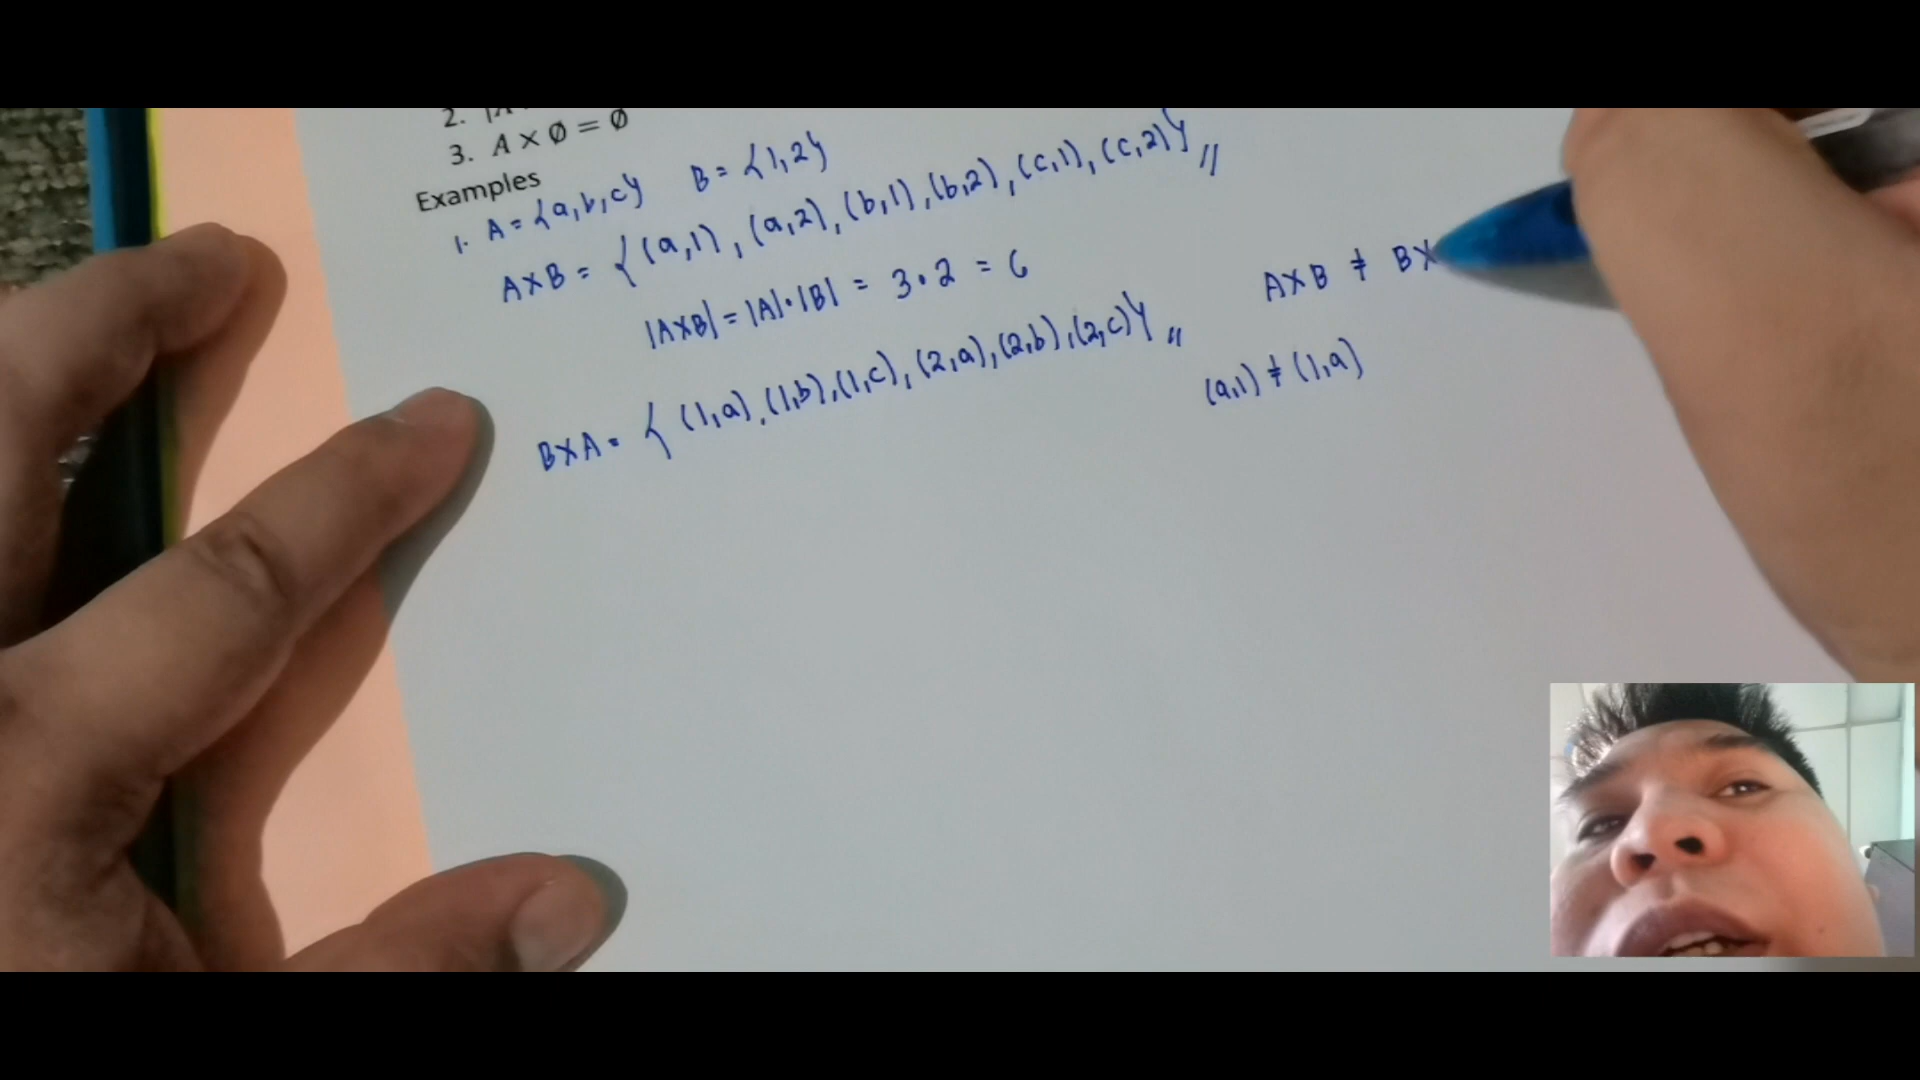 2. |A
3. A × ∅ = ∅
Examples
1. A = {a,b,c} B = {1,2}
A×B = { (a,1), (a,2), (b,1), (b,2), (c,1), (c,2)} //
|A×B| = |A|·|B| = 3·2 = 6
A×B ≠ B×
B×A = { (1,a), (1,b), (1,c), (2,a), (2,b), (2,c)} //
(a,1) ≠ (1,a)